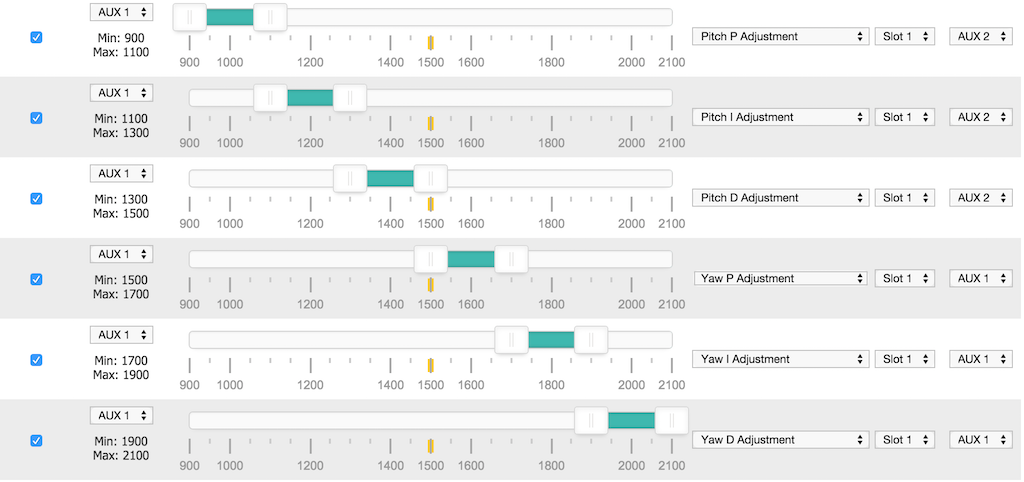 AUX 1
Min: 900
Max: 1100
900 1000 1200 1400 1500 1600 1800 2000 2100
Pitch P Adjustment Slot 1 AUX 2
AUX 1
Min: 1100
Max: 1300
900 1000 1200 1400 1500 1600 1800 2000 2100
Pitch I Adjustment Slot 1 AUX 2
AUX 1
Min: 1300
Max: 1500
900 1000 1200 1400 1500 1600 1800 2000 2100
Pitch D Adjustment Slot 1 AUX 2
AUX 1
Min: 1500
Max: 1700
900 1000 1200 1400 1500 1600 1800 2000 2100
Yaw P Adjustment Slot 1 AUX 1
AUX 1
Min: 1700
Max: 1900
900 1000 1200 1400 1500 1600 1800 2000 2100
Yaw I Adjustment Slot 1 AUX 1
AUX 1
Min: 1900
Max: 2100
900 1000 1200 1400 1500 1600 1800 2000 2100
Yaw D Adjustment Slot 1 AUX 1